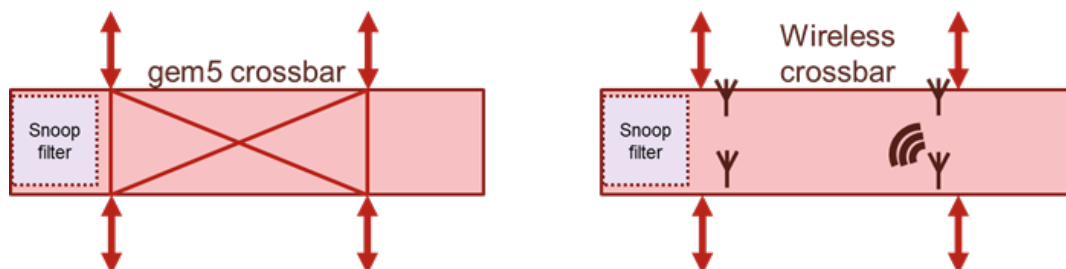 gem5 crossbar
Snoop
filter
Wireless
crossbar
Snoop
filter